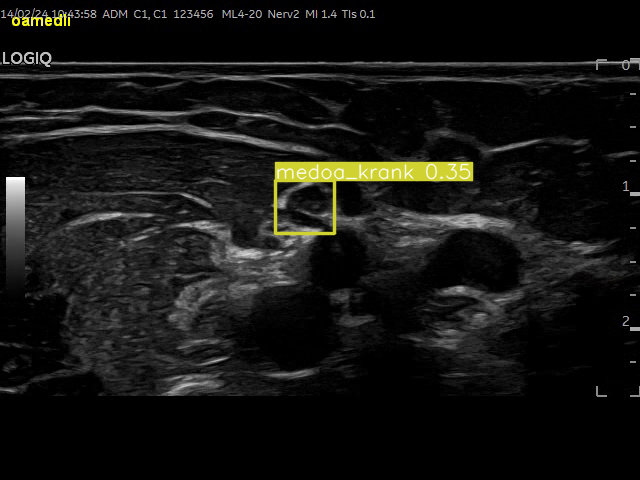 14/02/24 10:43:58 ADM C1, C1 123456 ML4-20 Nerv2 MI 1.4 TIs 0.1
oamedli
LOGIQ
0
medoa_krank 0.35
1
2